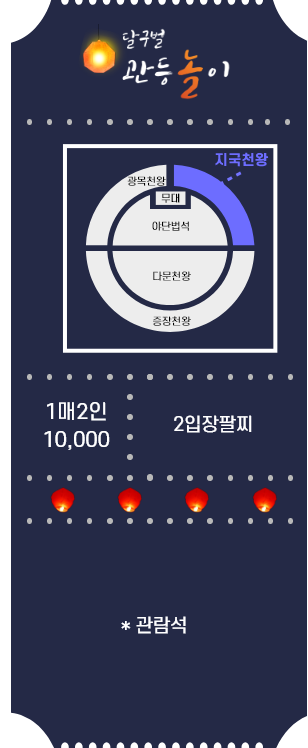 달구벌
관등놀이
지국천왕
광목천왕
무대
야단법석
다문천왕
증장천왕
1매2인
10,000
2입장팔찌
* 관람석